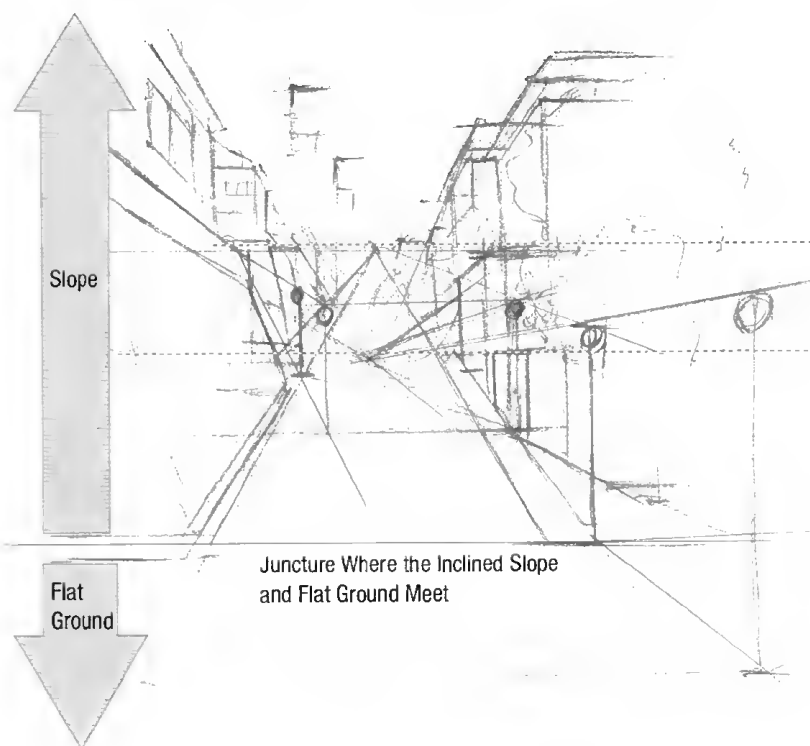 Slope
Juncture Where the Inclined Slope
and Flat Ground Meet
Flat
Ground